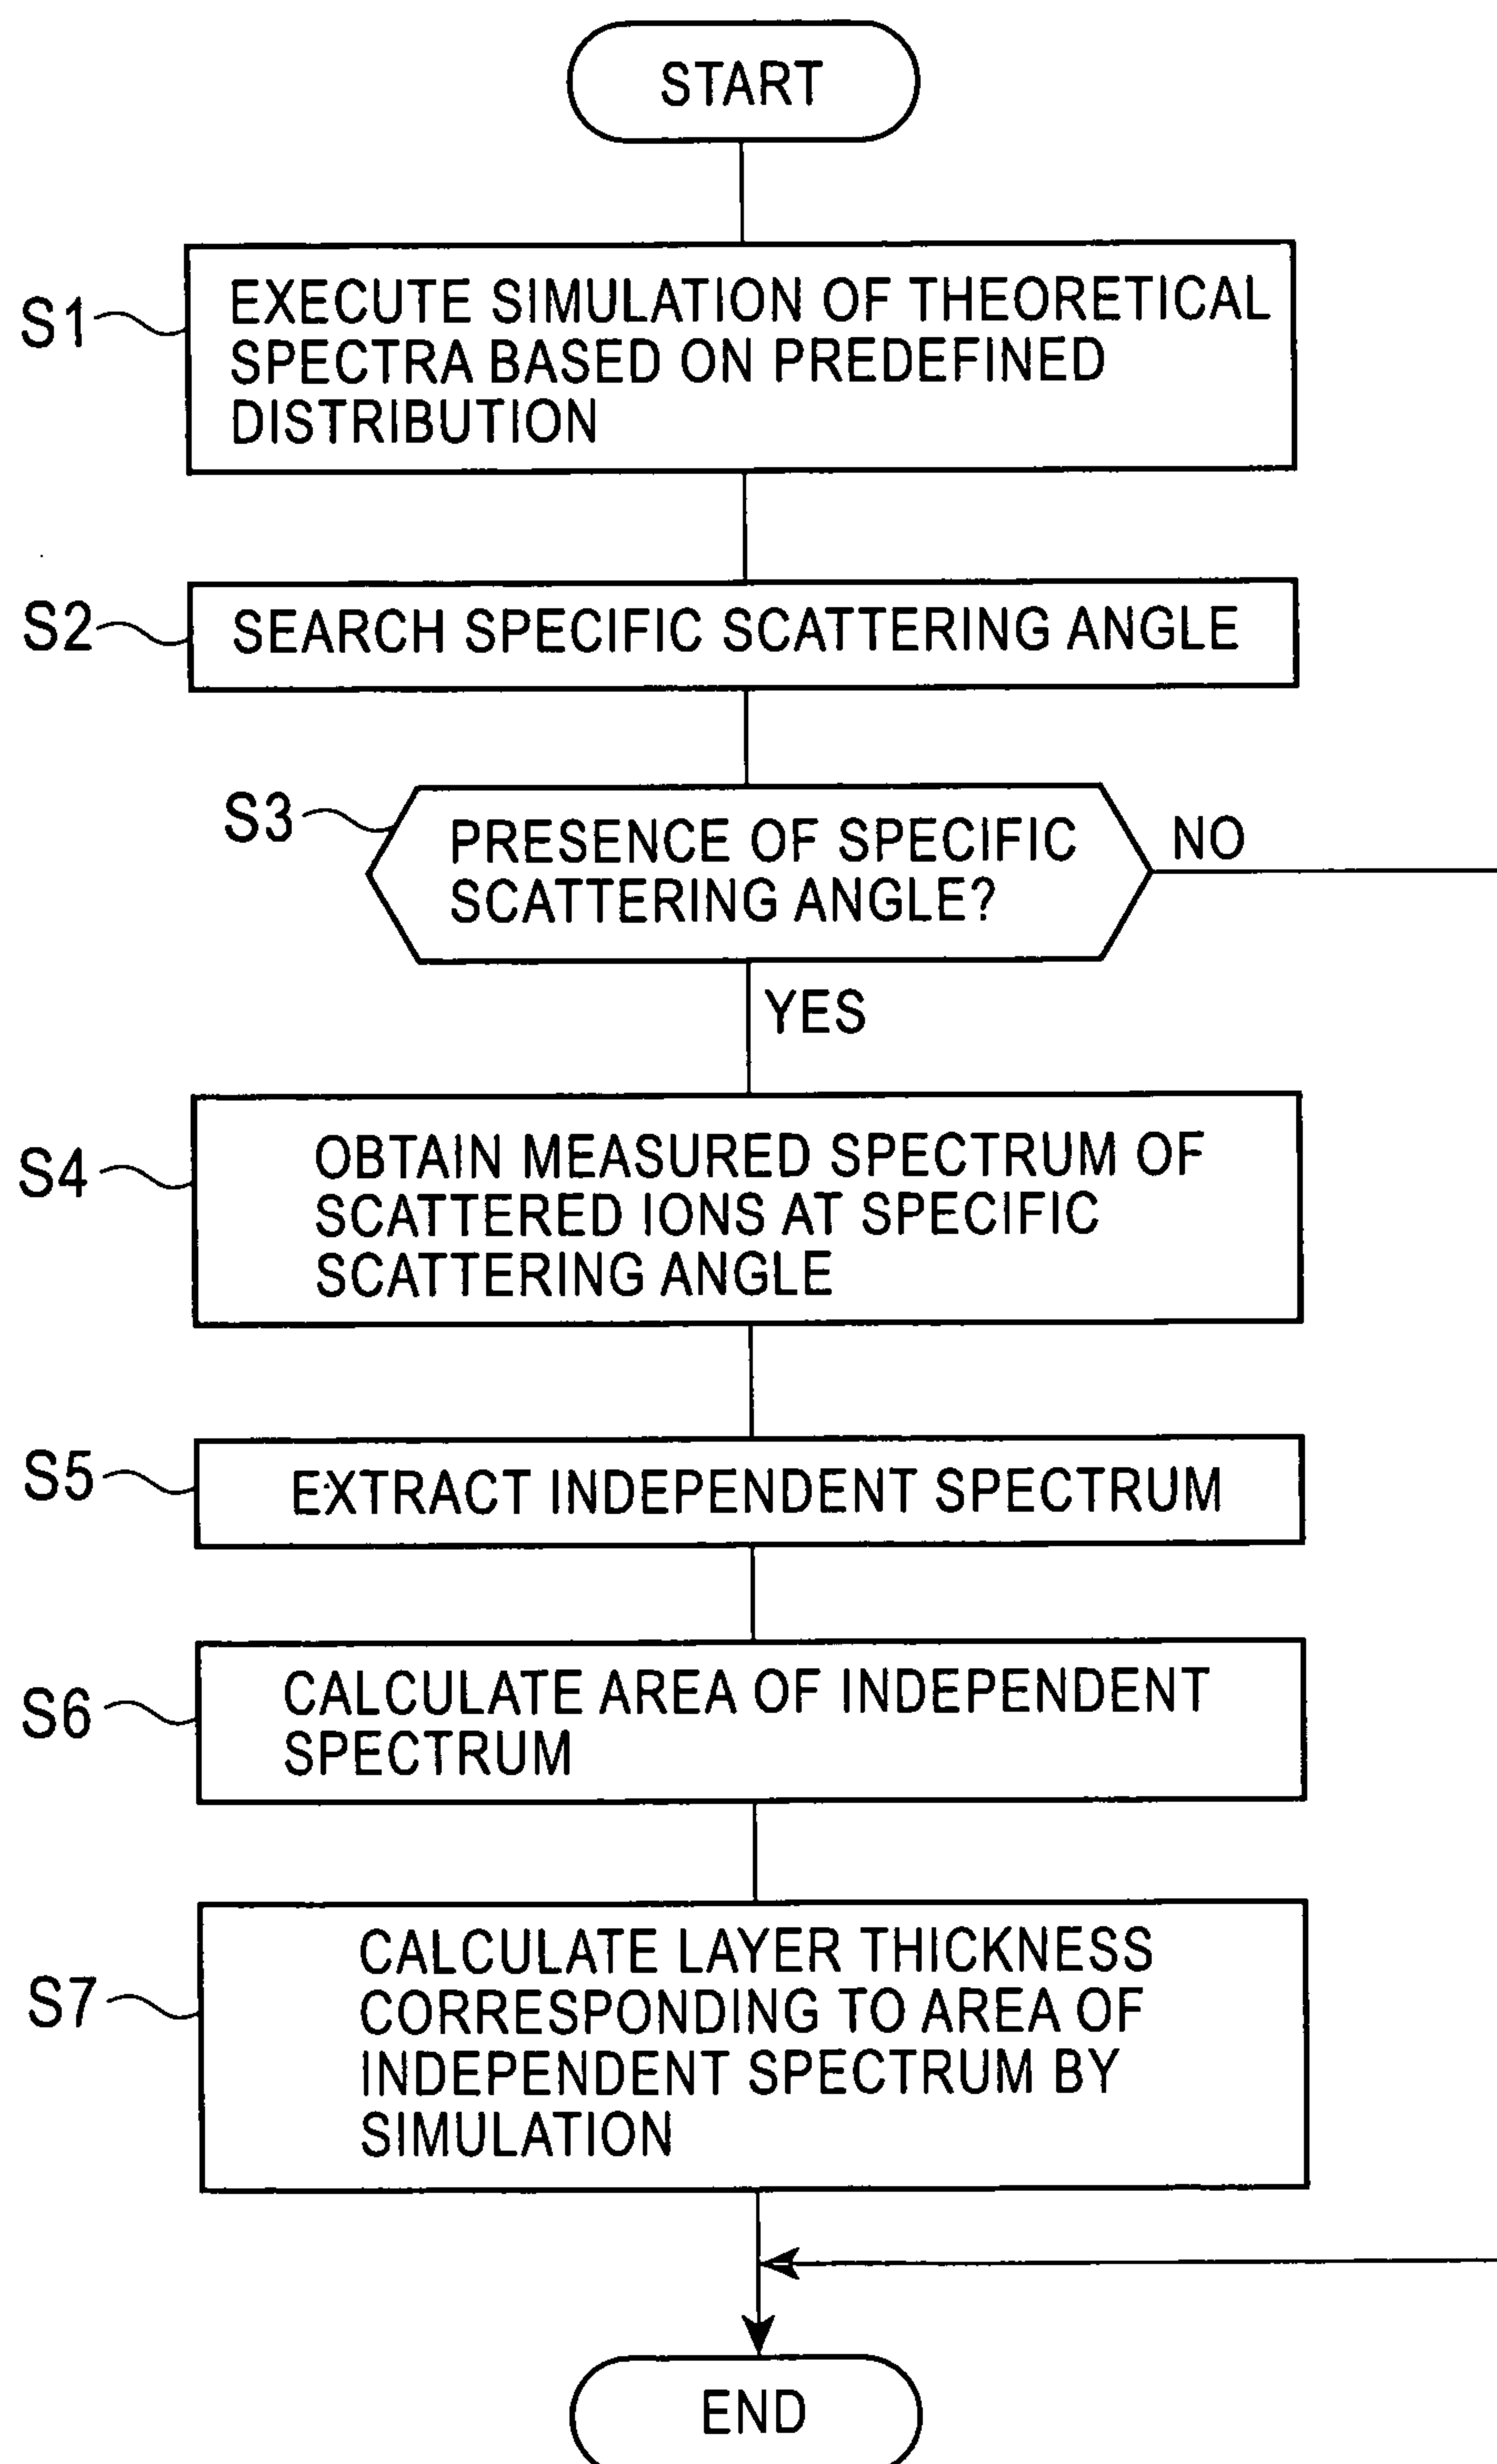 START
S1
EXECUTE SIMULATION OF THEORETICAL
SPECTRA BASED ON PREDEFINED
DISTRIBUTION
S2
SEARCH SPECIFIC SCATTERING ANGLE
S3
PRESENCE OF SPECIFIC
SCATTERING ANGLE?
NO
YES
S4
OBTAIN MEASURED SPECTRUM OF
SCATTERED IONS AT SPECIFIC
SCATTERING ANGLE
S5
EXTRACT INDEPENDENT SPECTRUM
S6
CALCULATE AREA OF INDEPENDENT
SPECTRUM
S7
CALCULATE LAYER THICKNESS
CORRESPONDING TO AREA OF
INDEPENDENT SPECTRUM BY
SIMULATION
END